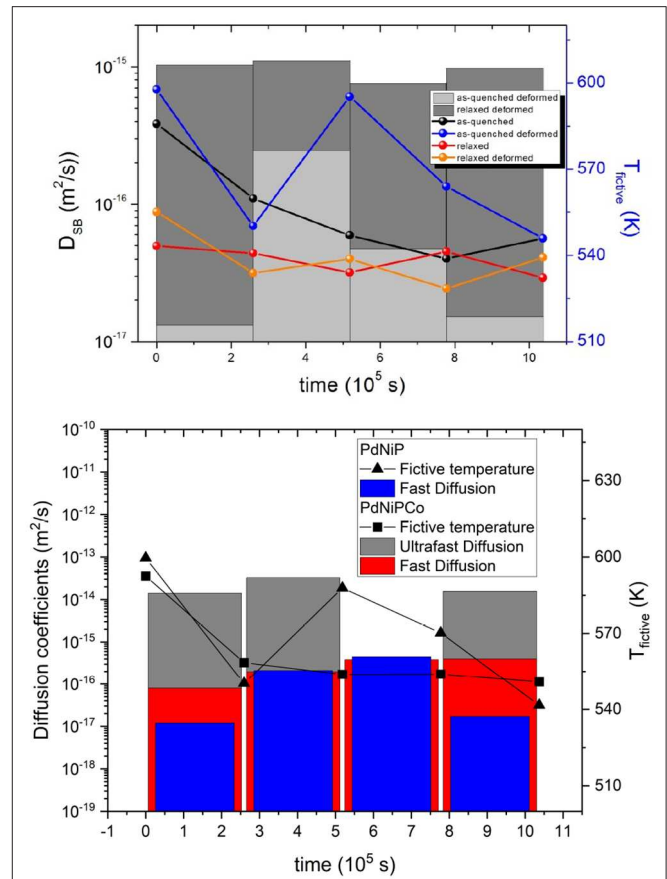 10⁻¹⁵
10⁻¹⁶
10⁻¹⁷
D_SB (m²/s))
600
570
540
510
T_fictive (K)
as-quenched deformed
relaxed deformed
as-quenched
as-quenched deformed
relaxed
relaxed deformed
0 2 4 6 8 10
time (10⁵ s)
10⁻¹⁰
10⁻¹¹
10⁻¹²
10⁻¹³
10⁻¹⁴
10⁻¹⁵
10⁻¹⁶
10⁻¹⁷
10⁻¹⁸
10⁻¹⁹
Diffusion coefficients (m²/s)
PdNiP
Fictive temperature
Fast Diffusion
PdNiPCo
Fictive temperature
Ultrafast Diffusion
Fast Diffusion
630
600
570
540
510
T_fictive (K)
-1 0 1 2 3 4 5 6 7 8 9 10 11
time (10⁵ s)